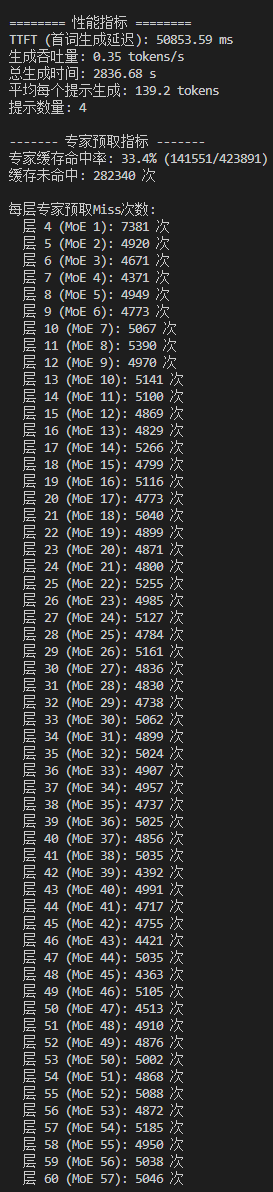 ======== 性能指标 ========
TTFT (首词生成延迟): 50853.59 ms
生成吞吐量: 0.35 tokens/s
总生成时间: 2836.68 s
平均每个提示生成: 139.2 tokens
提示数量: 4
------- 专家预取指标 -------
专家缓存命中率: 33.4% (141551/423891)
缓存未命中: 282340 次
每层专家预取Miss次数:
层 4 (MoE 1): 7381 次
层 5 (MoE 2): 4920 次
层 6 (MoE 3): 4671 次
层 7 (MoE 4): 4371 次
层 8 (MoE 5): 4949 次
层 9 (MoE 6): 4773 次
层 10 (MoE 7): 5067 次
层 11 (MoE 8): 5390 次
层 12 (MoE 9): 4970 次
层 13 (MoE 10): 5141 次
层 14 (MoE 11): 5100 次
层 15 (MoE 12): 4869 次
层 16 (MoE 13): 4829 次
层 17 (MoE 14): 5266 次
层 18 (MoE 15): 4799 次
层 19 (MoE 16): 5116 次
层 20 (MoE 17): 4773 次
层 21 (MoE 18): 5040 次
层 22 (MoE 19): 4899 次
层 23 (MoE 20): 4871 次
层 24 (MoE 21): 4800 次
层 25 (MoE 22): 5255 次
层 26 (MoE 23): 4985 次
层 27 (MoE 24): 5127 次
层 28 (MoE 25): 4784 次
层 29 (MoE 26): 5161 次
层 30 (MoE 27): 4836 次
层 31 (MoE 28): 4830 次
层 32 (MoE 29): 4738 次
层 33 (MoE 30): 5062 次
层 34 (MoE 31): 4899 次
层 35 (MoE 32): 5024 次
层 36 (MoE 33): 4907 次
层 37 (MoE 34): 4957 次
层 38 (MoE 35): 4737 次
层 39 (MoE 36): 5025 次
层 40 (MoE 37): 4856 次
层 41 (MoE 38): 5035 次
层 42 (MoE 39): 4392 次
层 43 (MoE 40): 4991 次
层 44 (MoE 41): 4717 次
层 45 (MoE 42): 4755 次
层 46 (MoE 43): 4421 次
层 47 (MoE 44): 5035 次
层 48 (MoE 45): 4363 次
层 49 (MoE 46): 5105 次
层 50 (MoE 47): 4513 次
层 51 (MoE 48): 4910 次
层 52 (MoE 49): 4876 次
层 53 (MoE 50): 5002 次
层 54 (MoE 51): 4868 次
层 55 (MoE 52): 5088 次
层 56 (MoE 53): 4872 次
层 57 (MoE 54): 5185 次
层 58 (MoE 55): 4950 次
层 59 (MoE 56): 5038 次
层 60 (MoE 57): 5046 次